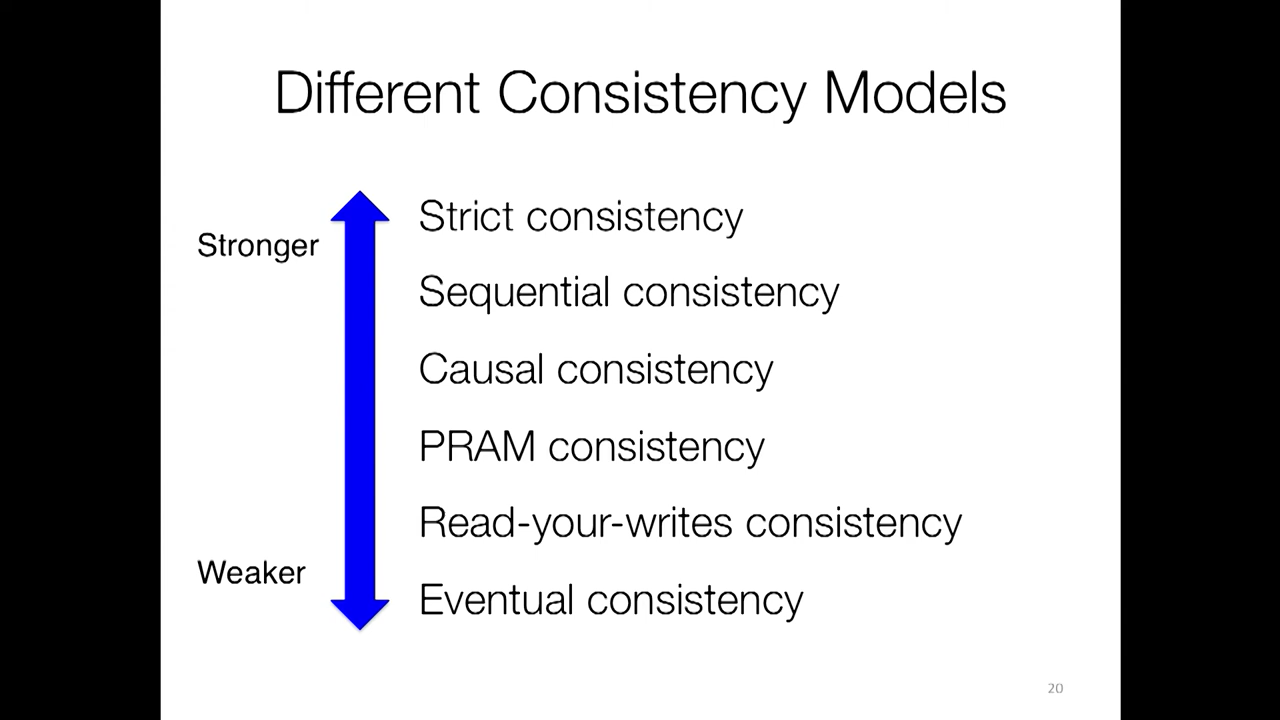 Different Consistency Models
Stronger
Strict consistency
Sequential consistency
Causal consistency
PRAM consistency
Read-your-writes consistency
Weaker
Eventual consistency
20